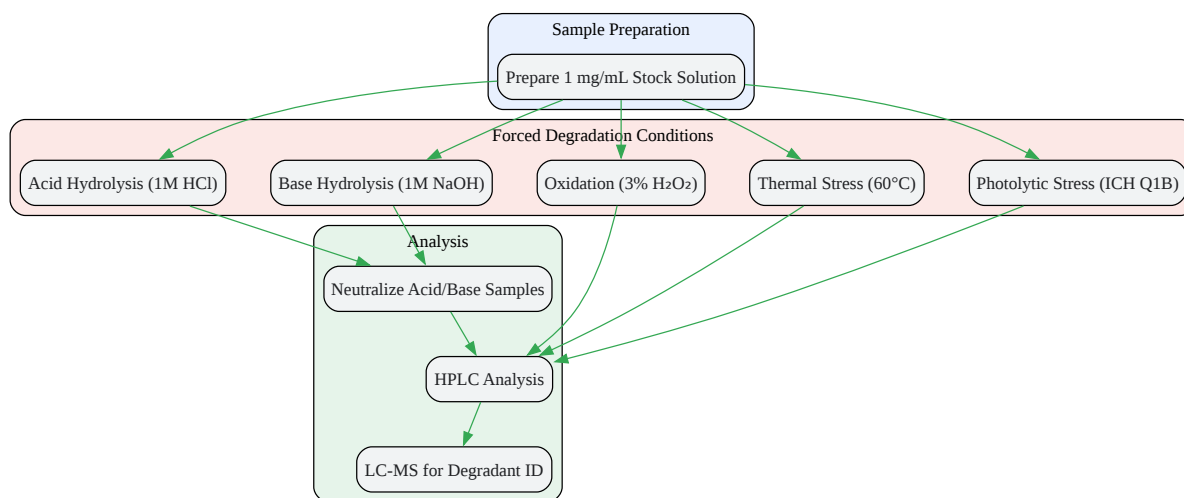 Sample Preparation
Prepare 1 mg/mL Stock Solution
Forced Degradation Conditions
Acid Hydrolysis (1M HCl)
Base Hydrolysis (1M NaOH)
Oxidation (3% H₂O₂)
Thermal Stress (60°C)
Photolytic Stress (ICH Q1B)
Analysis
Neutralize Acid/Base Samples
HPLC Analysis
LC-MS for Degradant ID